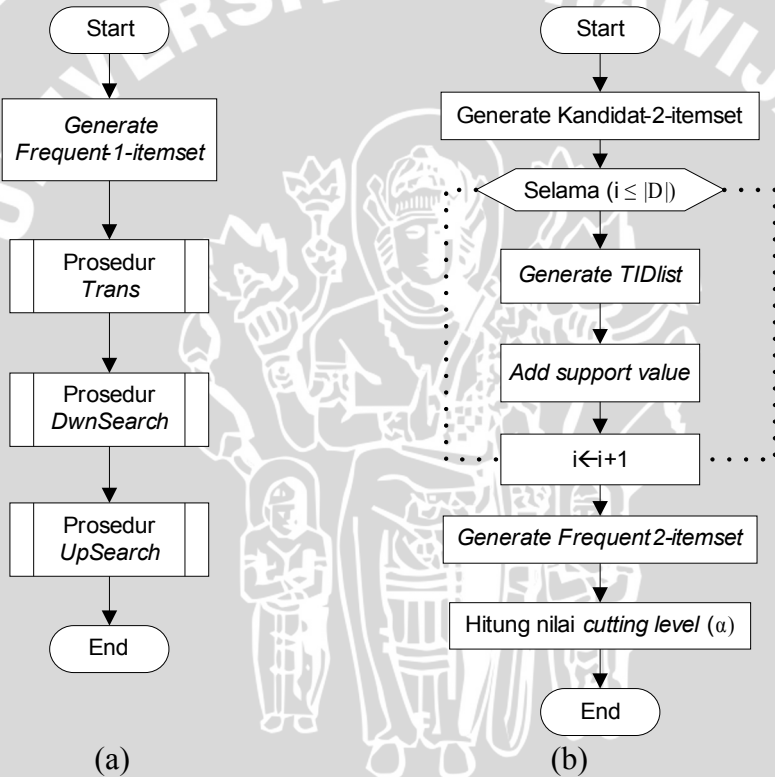 Start
Generate
Frequent-1-itemset
Prosedur
Trans
Prosedur
DwnSearch
Prosedur
UpSearch
End
(a)
Start
Generate Kandidat-2-itemset
Selama (i ≤ |D|)
Generate TIDlist
Add support value
i←i+1
Generate Frequent 2-itemset
Hitung nilai cutting level (α)
End
(b)